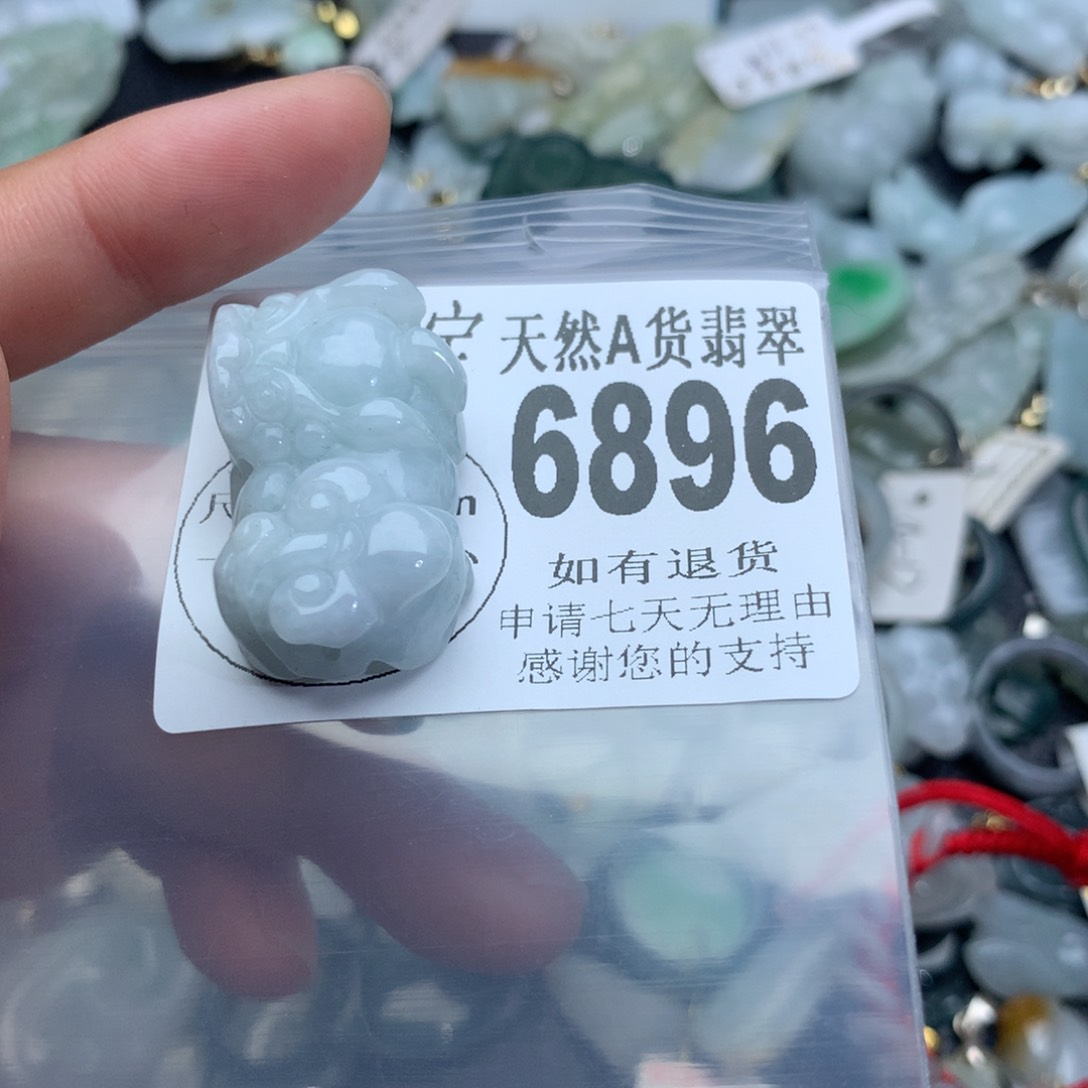 天然A货翡翠
6896
如有退货
申请七天无理由
感谢您的支持